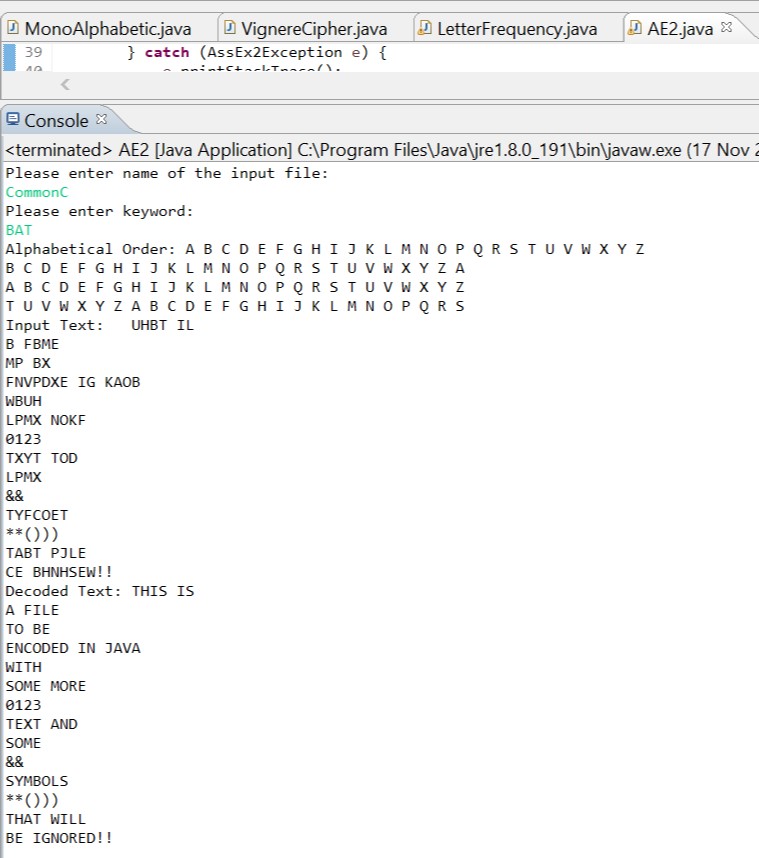 MonoAlphabetic.java VignereCipher.java LetterFrequency.java AE2.java
39 } catch (AssEx2Exception e) {
40 e.printStackTrace();
Console
<terminated> AE2 [Java Application] C:\Program Files\Java\jre1.8.0_191\bin\javaw.exe (17 Nov 2
Please enter name of the input file:
CommonC
Please enter keyword:
BAT
Alphabetical Order: A B C D E F G H I J K L M N O P Q R S T U V W X Y Z
B C D E F G H I J K L M N O P Q R S T U V W X Y Z A
A B C D E F G H I J K L M N O P Q R S T U V W X Y Z
T U V W X Y Z A B C D E F G H I J K L M N O P Q R S
Input Text:   UHBT IL
B FBME
MP BX
FNVPDXE IG KAOB
WBUH
LPMX NOKF
0123
TXYT TOD
LPMX
&&
TYFCOET
**()))
TABT PJLE
CE BHNHSEW!!
Decoded Text: THIS IS
A FILE
TO BE
ENCODED IN JAVA
WITH
SOME MORE
0123
TEXT AND
SOME
&&
SYMBOLS
**()))
THAT WILL
BE IGNORED!!